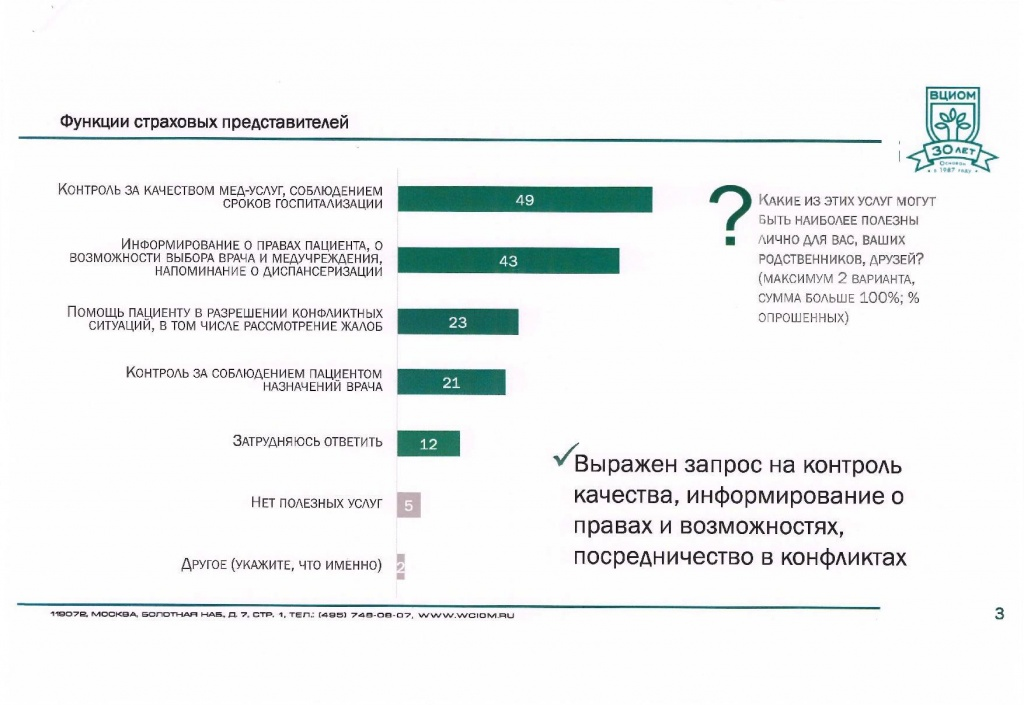 Функции страховых представителей
ВЦИОМ
30 ЛЕТ
Основан
в 1987 году
Контроль за качеством мед-услуг, соблюдением
сроков госпитализации
49
Информирование о правах пациента, о
возможности выбора врача и медучреждения,
напоминание о диспансеризации
43
Помощь пациенту в разрешении конфликтных
ситуаций, в том числе рассмотрение жалоб
23
Контроль за соблюдением пациентом
назначений врача
21
Затрудняюсь ответить
12
Нет полезных услуг
5
Другое (укажите, что именно)
2
?
Какие из этих услуг могут
быть наиболее полезны
лично для вас, ваших
родственников, друзей?
(максимум 2 варианта,
сумма больше 100%; %
опрошенных)
✓Выражен запрос на контроль
качества, информирование о
правах и возможностях,
посредничество в конфликтах
119072, МОСКВА, БОЛОТНАЯ НАБ, Д. 7, СТР. 1, ТЕЛ.: (495) 748-08-07, WWW.WCIOM.RU
3